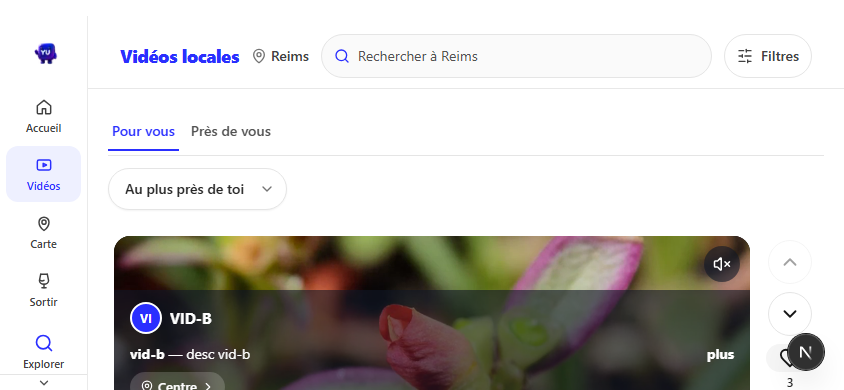 YU
Vidéos locales
Reims
Rechercher à Reims
Filtres
Accueil
Vidéos
Carte
Sortir
Explorer
Pour vous
Près de vous
Au plus près de toi
VI
VID-B
vid-b — desc vid-b
plus
Centre
N
3